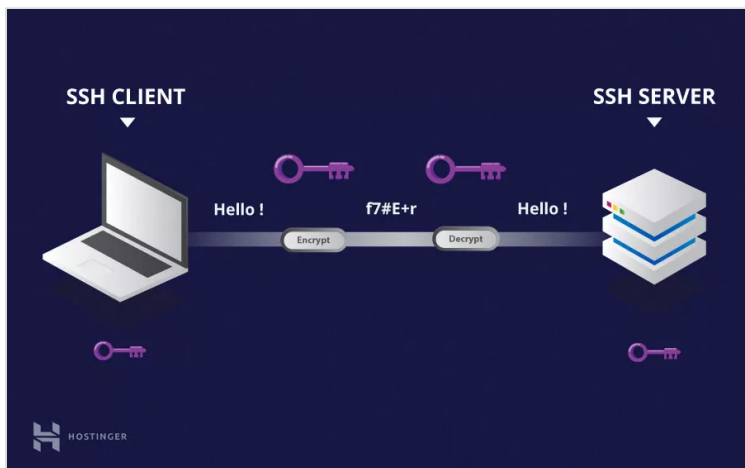 SSH CLIENT
SSH SERVER
Hello !
f7#E+r
Hello !
Encrypt
Decrypt
HOSTINGER